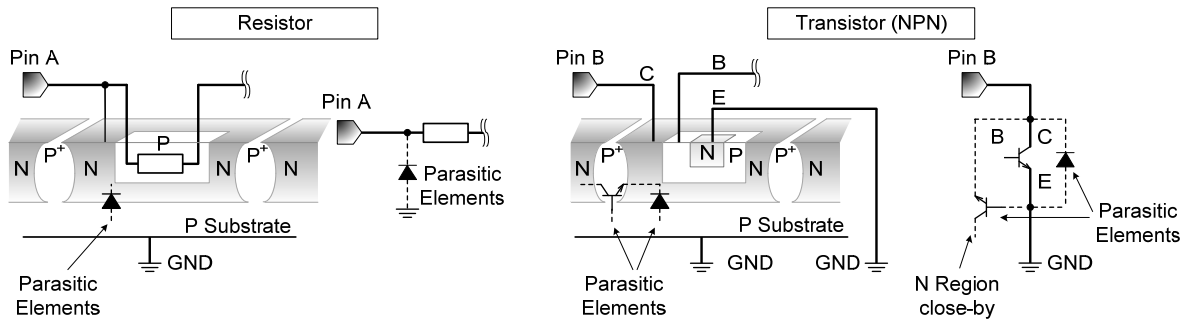 Resistor
Pin A
N
P+
N
P
P+
N
N
P Substrate
GND
Parasitic
Elements
Pin A
Parasitic
Elements
Transistor (NPN)
Pin B
C
B
E
N
P+
N
N
P
P+
N
N
P Substrate
GND
GND
Parasitic
Elements
Pin B
B
C
E
Parasitic
Elements
GND
N Region
close-by